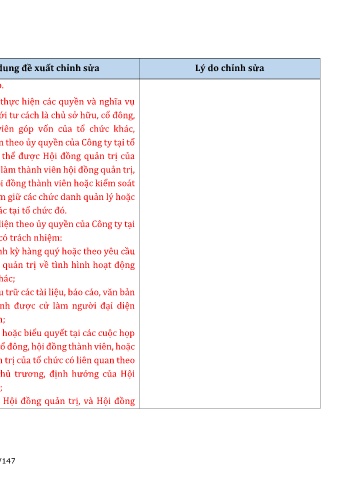 dung đề xuất chỉnh sửa
Lý do chỉnh sửa
thực hiện các quyền và nghĩa vụ
với tư cách là chủ sở hữu, cổ đông,
viên góp vốn của tổ chức khác,
n theo ủy quyền của Công ty tại tổ
thể được Hội đồng quản trị của
làm thành viên hội đồng quản trị,
i đồng thành viên hoặc kiểm soát
m giữ các chức danh quản lý hoặc
ác tại tổ chức đó.
diện theo ủy quyền của Công ty tại
có trách nhiệm:
nh kỳ hàng quý hoặc theo yêu cầu
quản trị về tình hình hoạt động
hác;
u trữ các tài liệu, báo cáo, văn bản
nh được cử làm người đại diện
n;
hoặc biểu quyết tại các cuộc họp
ổ đông, hội đồng thành viên, hoặc
n trị của tổ chức có liên quan theo
hủ trương, định hướng của Hội
;
Hội đồng quản trị, và Hội đồng
/147